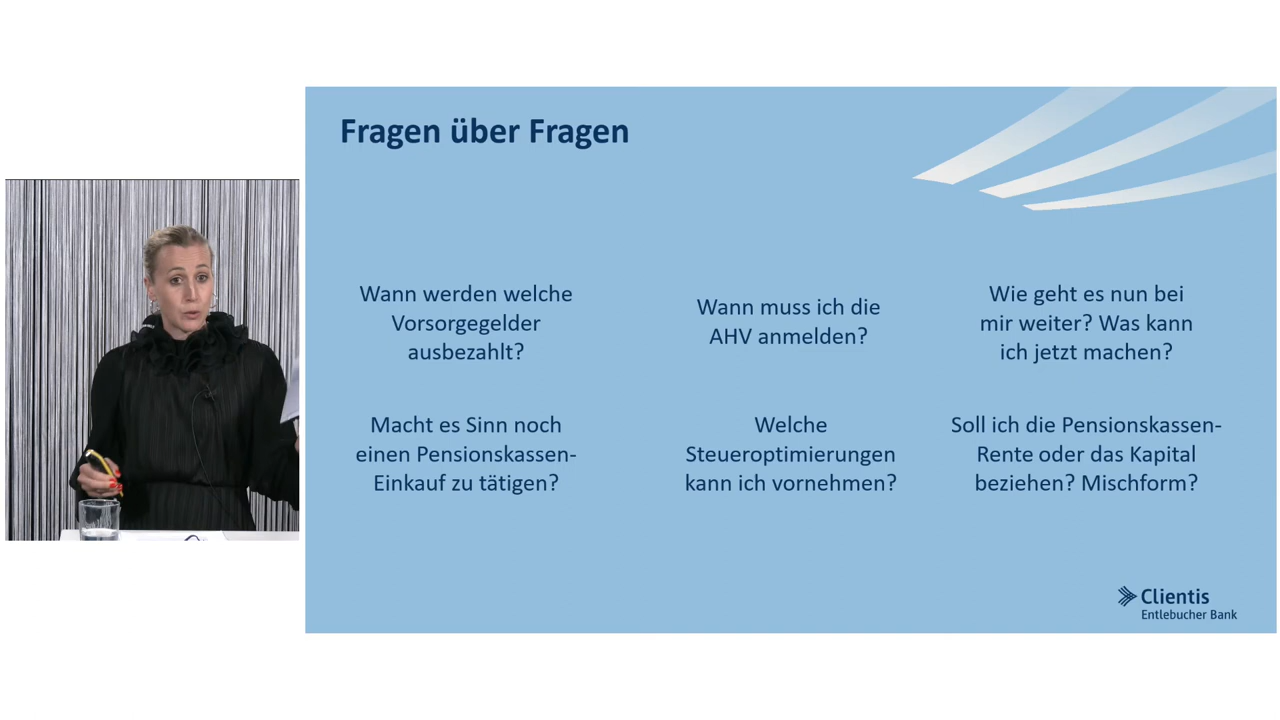 Fragen über Fragen
Wann werden welche
Vorsorgegelder
ausbezahlt?
Wann muss ich die
AHV anmelden?
Wie geht es nun bei
mir weiter? Was kann
ich jetzt machen?
Macht es Sinn noch
einen Pensionskassen-
Einkauf zu tätigen?
Welche
Steueroptimierungen
kann ich vornehmen?
Soll ich die Pensionskassen-
Rente oder das Kapital
beziehen? Mischform?
Clientis
Entlebucher Bank